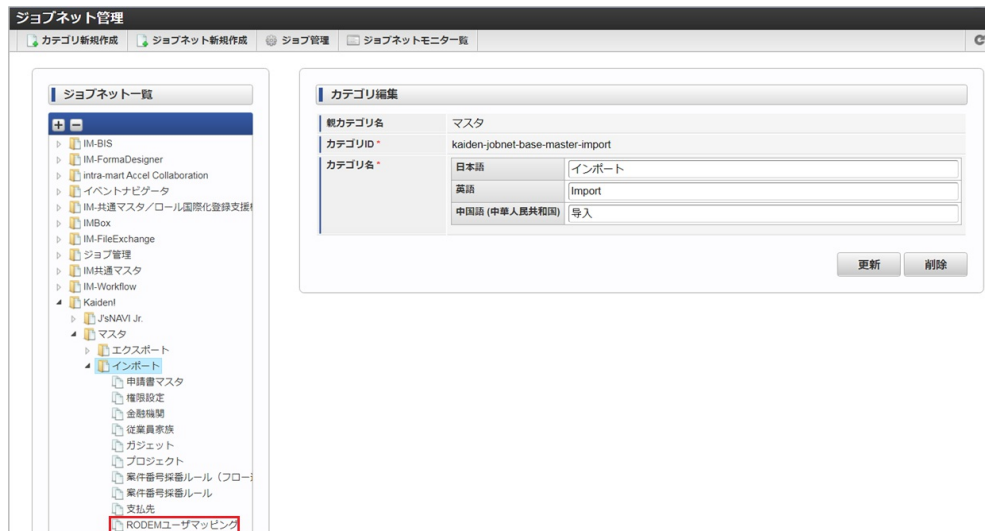 ジョブネット管理
カテゴリ新規作成 ジョブネット新規作成 ジョブ管理 ジョブネットモニター覧
ジョブネット一覧
IM-BIS
IM-FormaDesigner
intra-mart Accel Collaboration
イベントナビゲータ
IM-共通マスタ／ロール国際化登録支援
IMBox
IM-FileExchange
ジョブ管理
IM共通マスタ
IM-Workflow
Kaiden!
J'sNAVI Jr.
マスタ
エクスポート
インポート
申請書マスタ
権限設定
金融機関
従業員家族
ガジェット
プロジェクト
案件番号採番ルール（フロー
案件番号採番ルール
支払先
RODEMユーザマッピング
カテゴリ編集
親カテゴリ名 マスタ
カテゴリID * kaiden-jobnet-base-master-import
カテゴリ名 * 日本語 インポート
英語 Import
中国語 (中華人民共和国) 导入
更新 削除